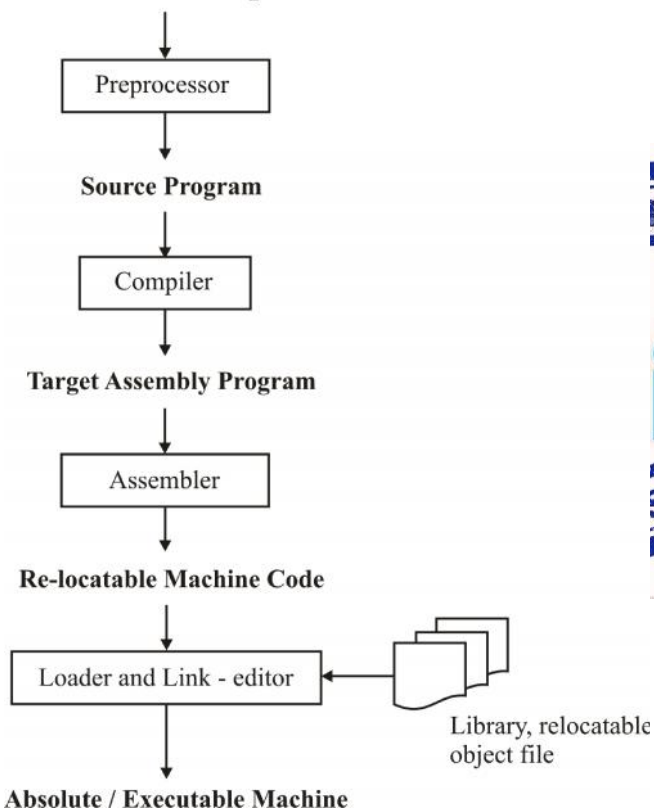 Preprocessor
Source Program
Compiler
Target Assembly Program
Assembler
Re-locatable Machine Code
Loader and Link - editor
Library, relocatable
object file
Absolute / Executable Machine